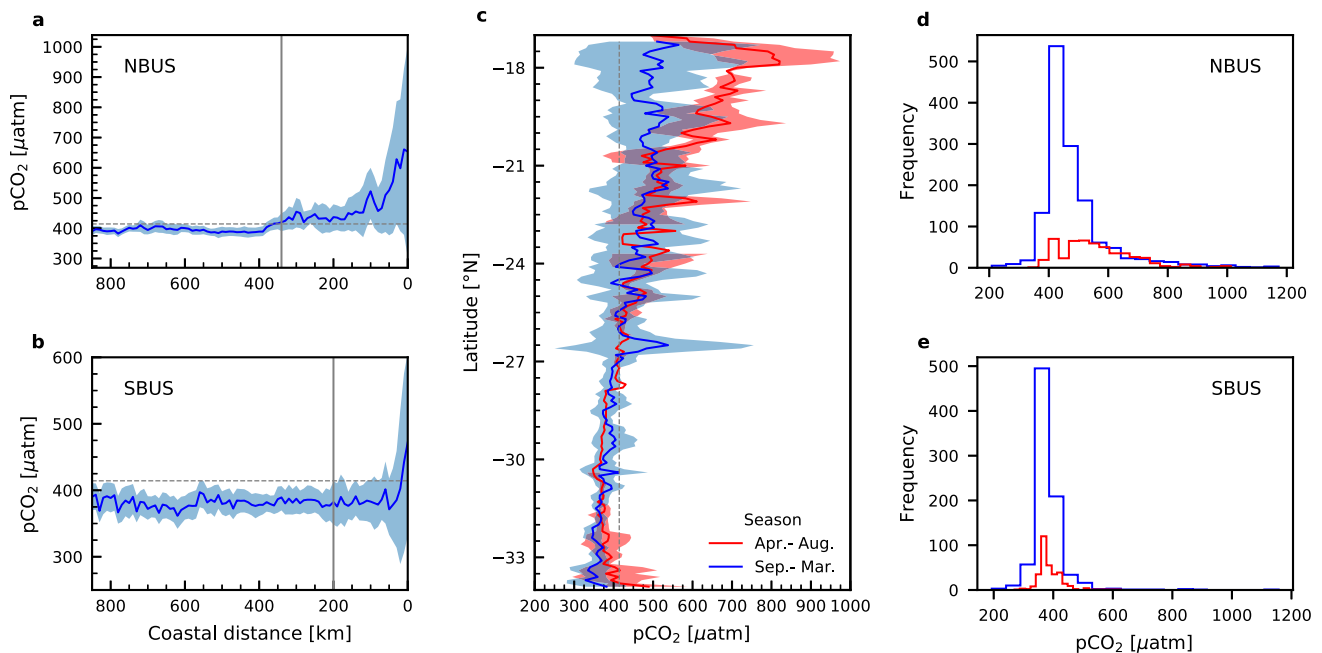 a
NBUS
pCO₂ [μatm]
1000
900
800
700
600
500
400
300
800
600
400
200
0
b
SBUS
pCO₂ [μatm]
600
500
400
300
800
600
400
200
0
Coastal distance [km]
c
Latitude [°N]
−18
−21
−24
−27
−30
−33
Season
Apr.- Aug.
Sep.- Mar.
200 300 400 500 600 700 800 900 1000
pCO₂ [μatm]
d
NBUS
Frequency
500
400
300
200
100
0
200 400 600 800 1000 1200
e
SBUS
Frequency
500
400
300
200
100
0
200 400 600 800 1000 1200
pCO₂ [μatm]